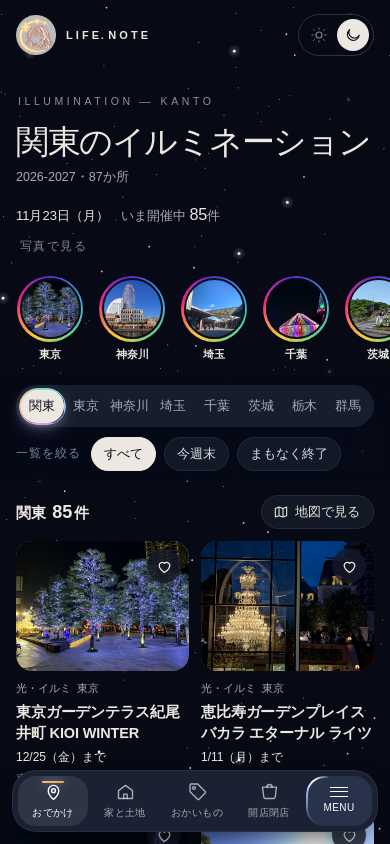 LIFE.NOTE
ILLUMINATION — KANTO
関東のイルミネーション
2026-2027・87か所
11月23日（月） いま開催中 85件
写真で見る
東京 神奈川 埼玉 千葉 茨城
関東 東京 神奈川 埼玉 千葉 茨城 栃木 群馬
一覧を絞る すべて 今週末 まもなく終了
関東 85件 地図で見る
光・イルミ 東京
東京ガーデンテラス紀尾
井町 KIOI WINTER
12/25（金）まで
光・イルミ 東京
恵比寿ガーデンプレイス
バカラ エターナル ライツ
1/11（月）まで
おでかけ 家と土地 おかいもの 開店閉店 MENU